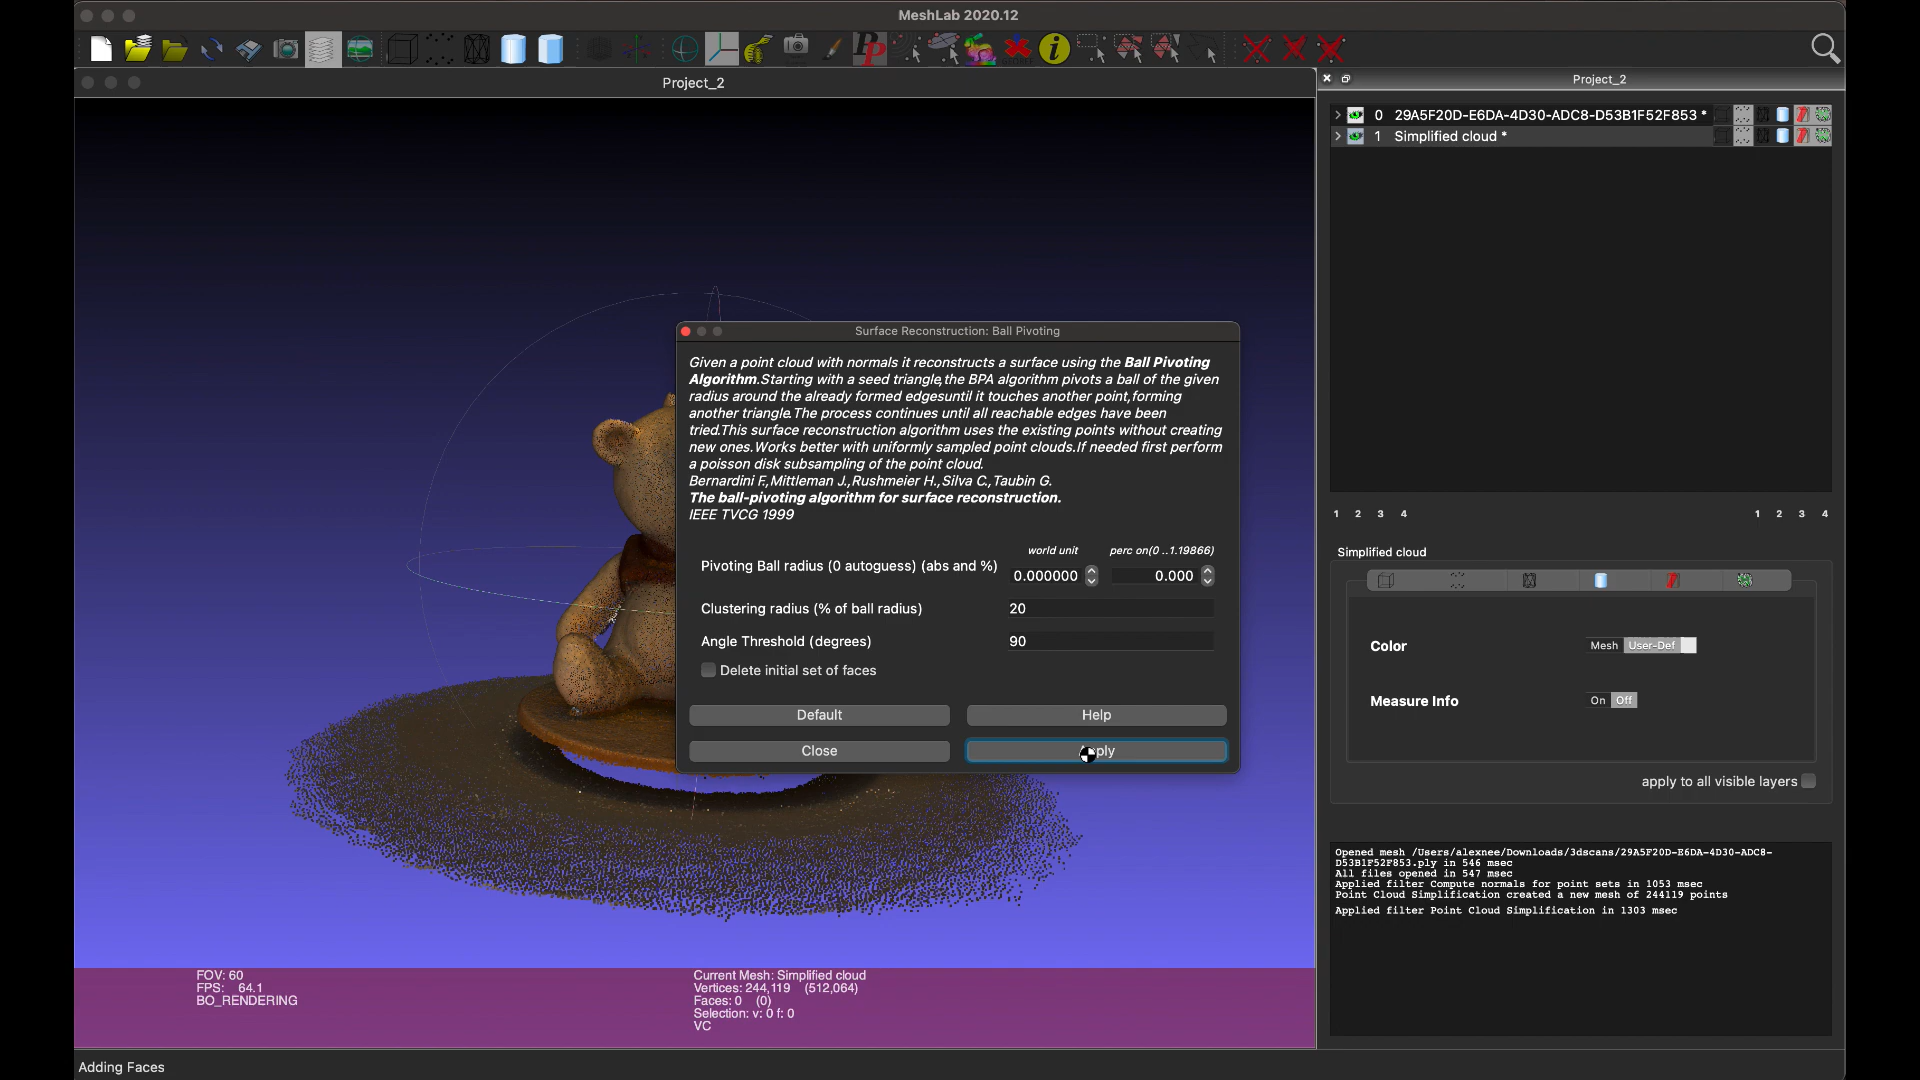 MeshLab 2020.12
Project_2
Project_2
0 29A5F20D-E6DA-4D30-ADC8-D53B1F52F853 *
1 Simplified cloud *
Surface Reconstruction: Ball Pivoting
Given a point cloud with normals it reconstructs a surface using the Ball Pivoting
Algorithm.Starting with a seed triangle,the BPA algorithm pivots a ball of the given
radius around the already formed edgesuntil it touches another point,forming
another triangle.The process continues until all reachable edges have been
tried.This surface reconstruction algorithm uses the existing points without creating
new ones.Works better with uniformly sampled point clouds.If needed first perform
a poisson disk subsampling of the point cloud.
Bernardini F.,Mittleman J.,Rushmeier H.,Silva C.,Taubin G.
The ball-pivoting algorithm for surface reconstruction.
IEEE TVCG 1999
world unit perc on(0 ..1.19866)
Pivoting Ball radius (0 autoguess) (abs and %) 0.000000 0.000
Clustering radius (% of ball radius) 20
Angle Threshold (degrees) 90
Delete initial set of faces
Default Help
Close Apply
1 2 3 4 1 2 3 4
Simplified cloud
Color Mesh User-Def
Measure Info On Off
apply to all visible layers
Opened mesh /Users/alexnee/Downloads/3dscans/29A5F20D-E6DA-4D30-ADC8-
D53B1F52F853.ply in 546 msec
All files opened in 547 msec
Applied filter Compute normals for point sets in 1053 msec
Point Cloud Simplification created a new mesh of 244119 points
Applied filter Point Cloud Simplification in 1303 msec
FOV: 60
FPS: 64.1
BO_RENDERING
Current Mesh: Simplified cloud
Vertices: 244,119 (512,064)
Faces: 0 (0)
Selection: v: 0 f: 0
VC
Adding Faces